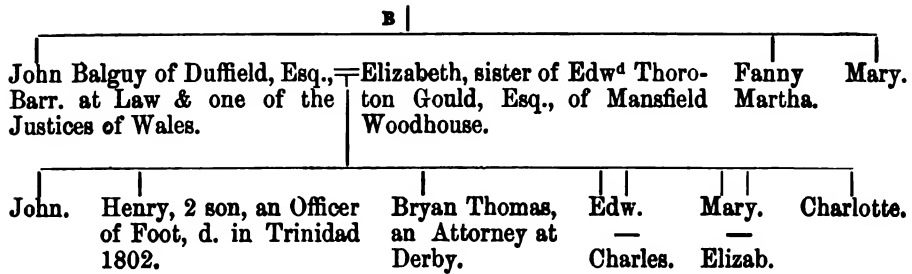 B
John Balguy of Duffield, Esq.,=Elizabeth, sister of Edwᵈ Thoro- Fanny Mary.
Barr. at Law & one of the ton Gould, Esq., of Mansfield Martha.
Justices of Wales. Woodhouse.
John. Henry, 2 son, an Officer Bryan Thomas, Edw. Mary. Charlotte.
of Foot, d. in Trinidad an Attorney at — —
1802. Derby. Charles. Elizab.